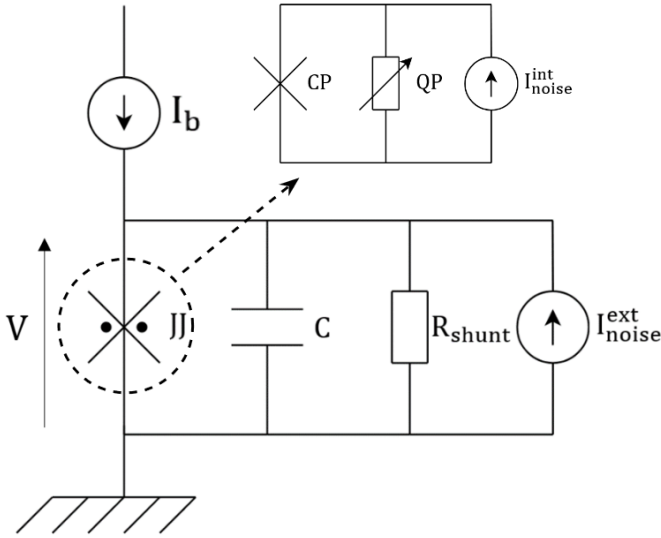 CP
QP
I_noise^int
I_b
V
JJ
C
R_shunt
I_noise^ext